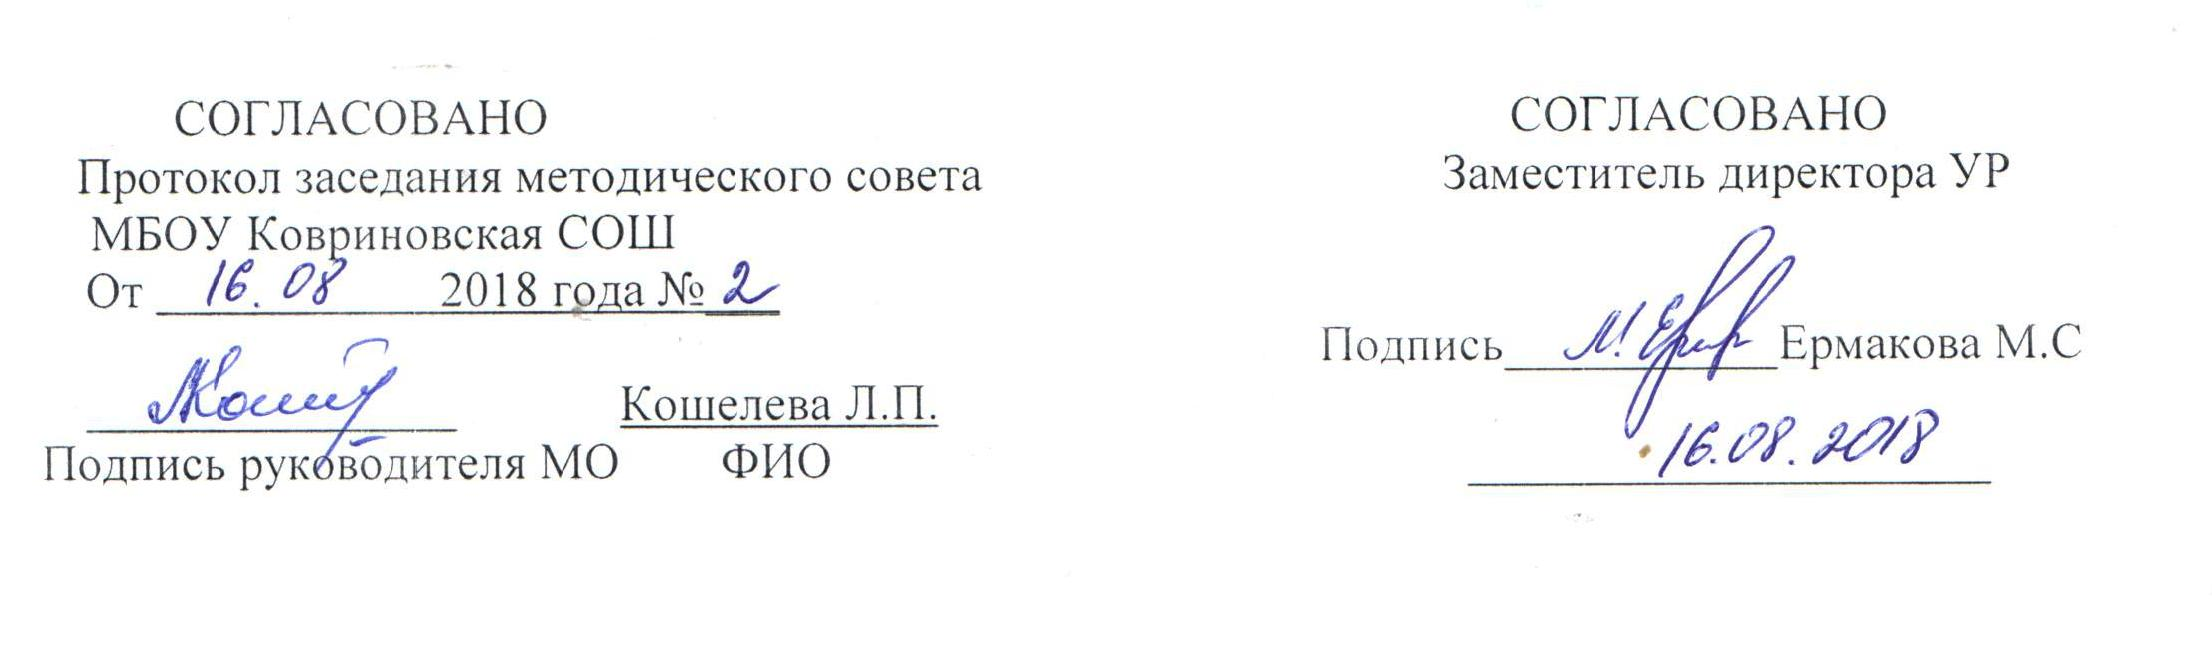 СОГЛАСОВАНО
Протокол заседания методического совета
МБОУ Ковриновская СОШ
От 16.08 2018 года № 2
Кошелева Л.П.
Подпись руководителя МО ФИО
СОГЛАСОВАНО
Заместитель директора УР
Подпись М. Ермакова М.С
16.08.2018